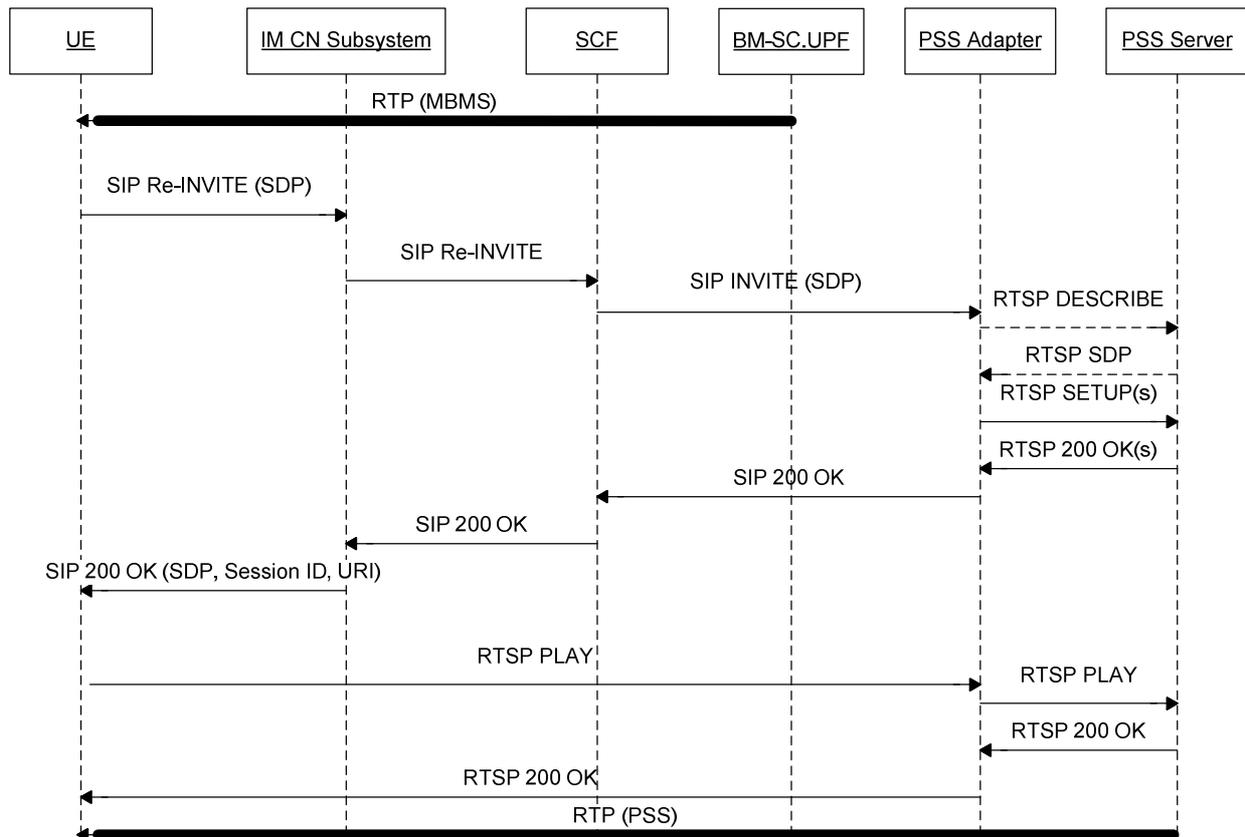 UE
IM CN Subsystem
SCF
BM-SC.UPF
PSS Adapter
PSS Server
RTP (MBMS)
SIP Re-INVITE (SDP)
SIP Re-INVITE
SIP INVITE (SDP)
RTSP DESCRIBE
RTSP SDP
RTSP SETUP(s)
RTSP 200 OK(s)
SIP 200 OK
SIP 200 OK
SIP 200 OK (SDP, Session ID, URI)
RTSP PLAY
RTSP PLAY
RTSP 200 OK
RTSP 200 OK
RTP (PSS)